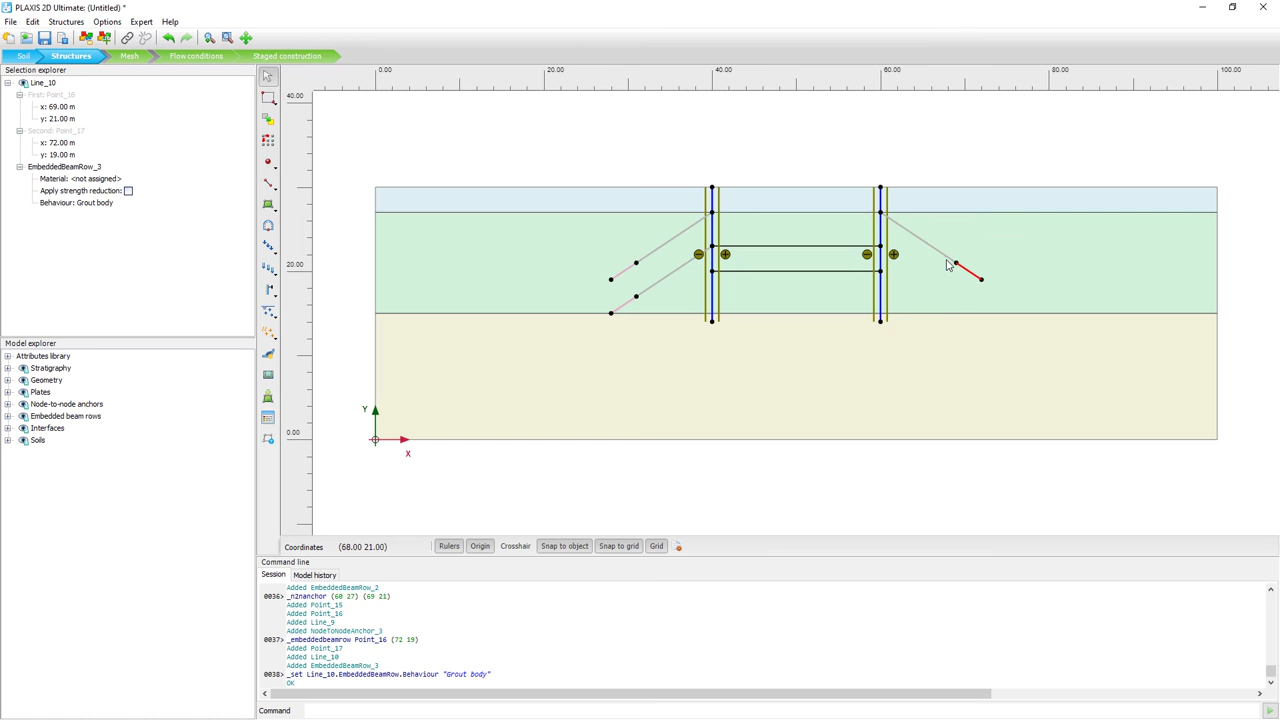 PLAXIS 2D Ultimate: (Untitled) *
File Edit Structures Options Expert Help
Soil Structures Mesh Flow conditions Staged construction
Selection explorer
Line_10
First: Point_16
x: 69.00 m
y: 21.00 m
Second: Point_17
x: 72.00 m
y: 19.00 m
EmbeddedBeamRow_3
Material: <not assigned>
Apply strength reduction:
Behaviour: Grout body
Model explorer
Attributes library
Stratigraphy
Geometry
Plates
Node-to-node anchors
Embedded beam rows
Interfaces
Soils
0.00 20.00 40.00 60.00 80.00 100.00
40.00
20.00
0.00
Y
X
Coordinates (68.00 21.00) Rulers Origin Crosshair Snap to object Snap to grid Grid
Command line
Session Model history
Added EmbeddedBeamRow_2
0036> _n2nanchor (60 27) (69 21)
Added Point_15
Added Point_16
Added Line_9
Added NodeToNodeAnchor_3
0037> _embeddedbeamrow Point_16 (72 19)
Added Point_17
Added Line_10
Added EmbeddedBeamRow_3
0038> _set Line_10.EmbeddedBeamRow.Behaviour "Grout body"
OK
Command